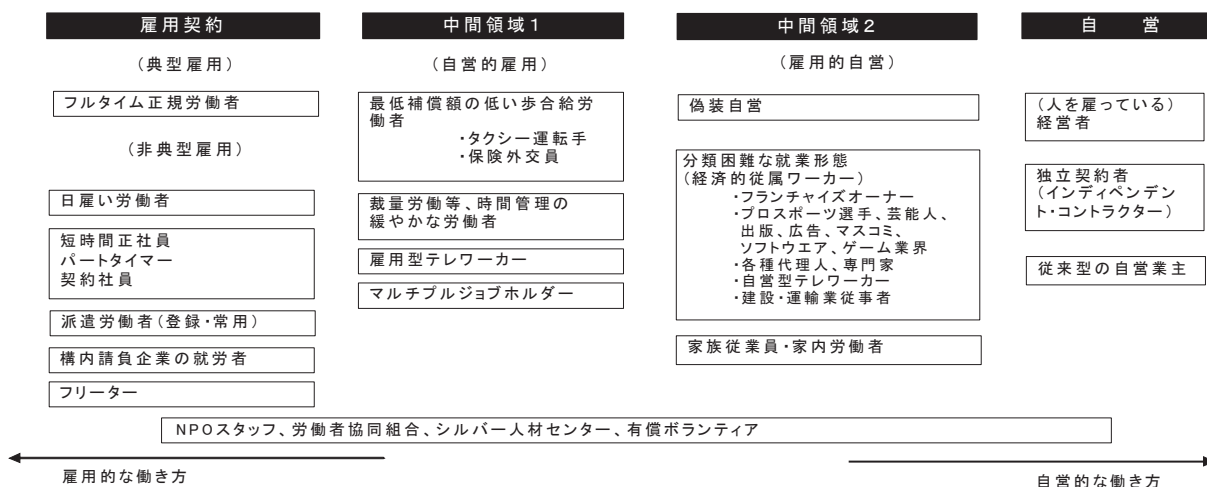 雇用契約
(典型雇用)
フルタイム正規労働者
(非典型雇用)
日雇い労働者
短時間正社員
パートタイマー
契約社員
派遣労働者(登録・常用)
構内請負企業の就労者
フリーター
中間領域1
(自営的雇用)
最低補償額の低い歩合給労
働者
・タクシー運転手
・保険外交員
裁量労働等、時間管理の
緩やかな労働者
雇用型テレワーカー
マルチプルジョブホルダー
中間領域2
(雇用的自営)
偽装自営
分類困難な就業形態
(経済的従属ワーカー)
・フランチャイズオーナー
・プロスポーツ選手、芸能人、
出版、広告、マスコミ、
ソフトウエア、ゲーム業界
・各種代理人、専門家
・自営型テレワーカー
・建設・運輸業従事者
家族従業員・家内労働者
自 営
(人を雇っている)
経営者
独立契約者
(インディペンデン
ト・コントラクター)
従来型の自営業主
NPOスタッフ、労働者協同組合、シルバー人材センター、有償ボランティア
雇用的な働き方
自営的な働き方